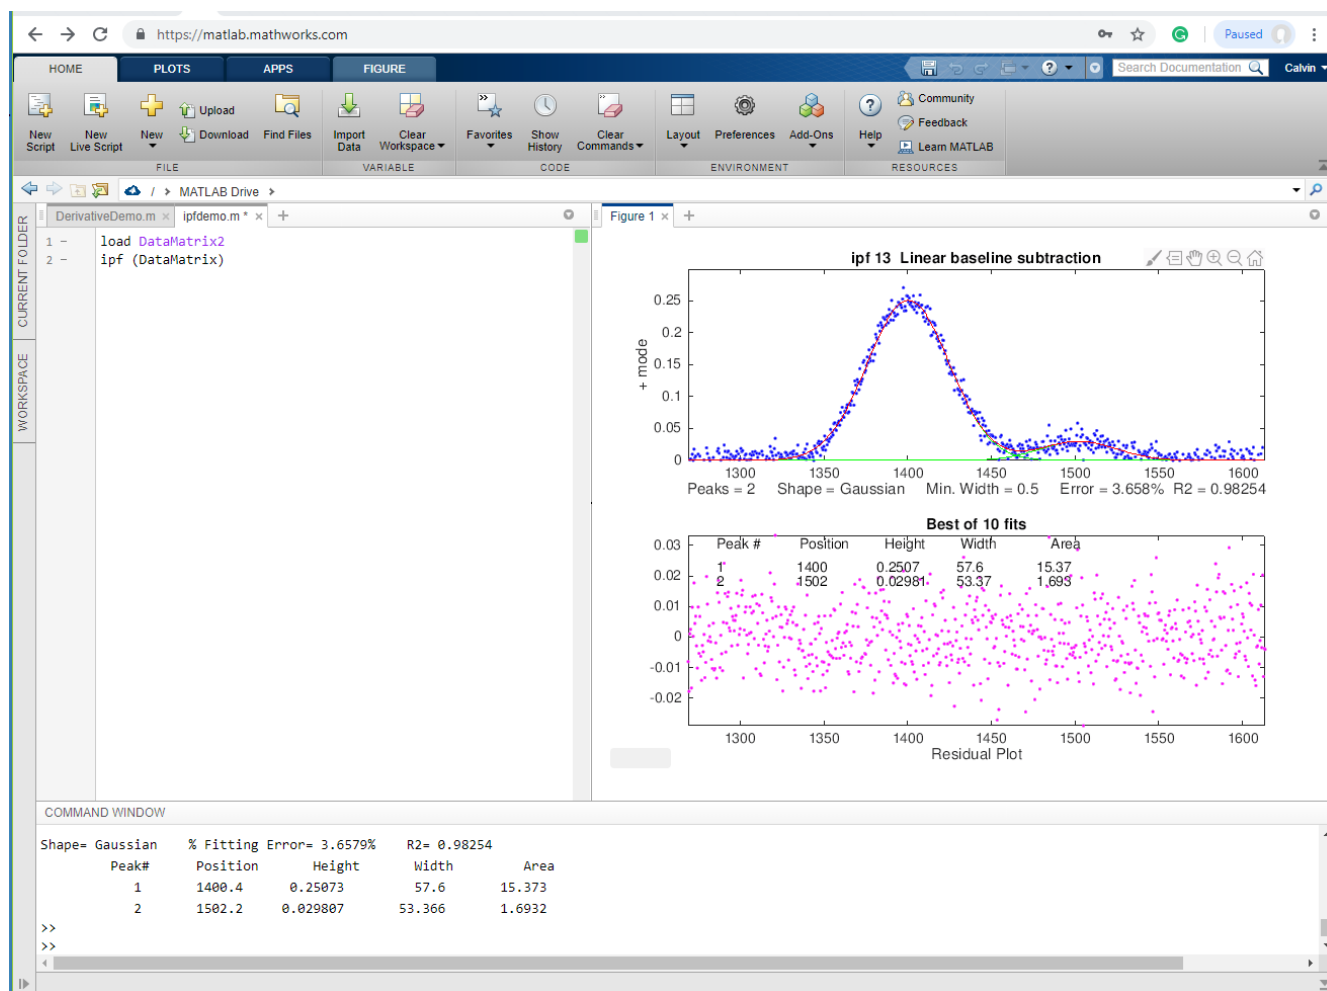 https://matlab.mathworks.com
Paused
HOME PLOTS APPS FIGURE
Search Documentation
Calvin
New Script
New Live Script
New
Upload
Download
Find Files
Import Data
Clear Workspace
Favorites
Show History
Clear Commands
Layout
Preferences
Add-Ons
Help
Community
Feedback
Learn MATLAB
FILE VARIABLE CODE ENVIRONMENT RESOURCES
/ > MATLAB Drive >
CURRENT FOLDER
WORKSPACE
DerivativeDemo.m × ipfdemo.m * × +
1 – load DataMatrix2
2 – ipf (DataMatrix)
Figure 1 × +
ipf 13 Linear baseline subtraction
+ mode
0.25
0.2
0.15
0.1
0.05
0
1300 1350 1400 1450 1500 1550 1600
Peaks = 2 Shape = Gaussian Min. Width = 0.5 Error = 3.658% R2 = 0.98254
Best of 10 fits
Peak # Position Height Width Area
1 1400 0.2507 57.6 15.37
2 1502 0.02981 53.37 1.693
0.03
0.02
0.01
0
-0.01
-0.02
1300 1350 1400 1450 1500 1550 1600
Residual Plot
COMMAND WINDOW
Shape= Gaussian % Fitting Error= 3.6579% R2= 0.98254
Peak# Position Height Width Area
1 1400.4 0.25073 57.6 15.373
2 1502.2 0.029807 53.366 1.6932
>>
>>